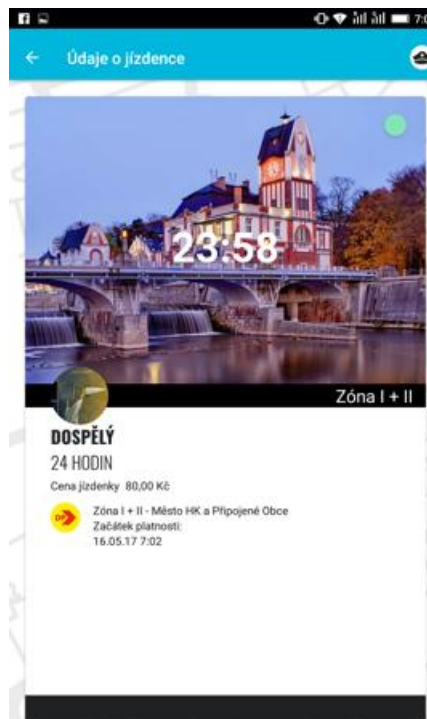 Údaje o jízdence
23:58
Zóna I + II
DOSPĚLÝ
24 HODIN
Cena jízdenky 80,00 Kč
DP
Zóna I + II - Město HK a Připojené Obce
Začátek platnosti:
16.05.17 7:02